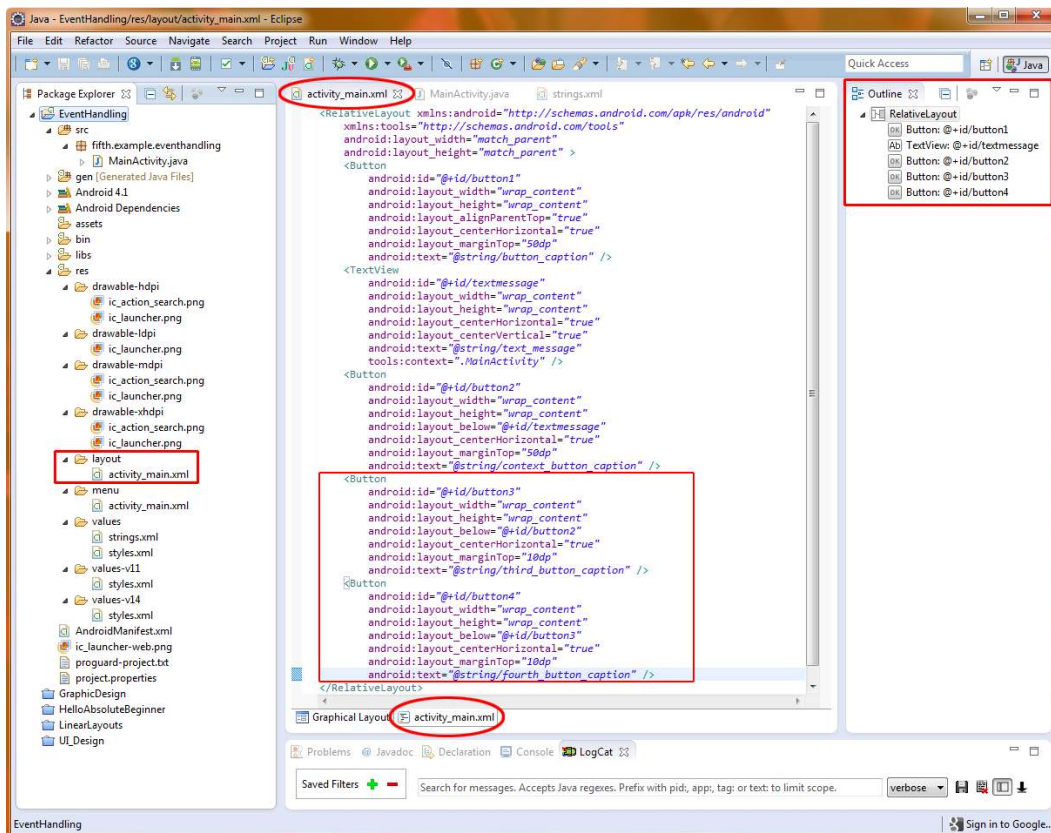 Java - EventHandling/res/layout/activity_main.xml - Eclipse
File Edit Refactor Source Navigate Search Project Run Window Help
Quick Access
Java
Package Explorer
EventHandling
src
fifth.example.eventhandling
MainActivity.java
gen [Generated Java Files]
Android 4.1
Android Dependencies
assets
bin
libs
res
drawable-hdpi
ic_action_search.png
ic_launcher.png
drawable-ldpi
ic_launcher.png
drawable-mdpi
ic_action_search.png
ic_launcher.png
drawable-xhdpi
ic_action_search.png
ic_launcher.png
layout
activity_main.xml
menu
activity_main.xml
values
strings.xml
styles.xml
values-v11
styles.xml
values-v14
styles.xml
AndroidManifest.xml
ic_launcher-web.png
proguard-project.txt
project.properties
GraphicDesign
HelloAbsoluteBeginner
LinearLayouts
UI_Design
activity_main.xml MainActivity.java strings.xml
<RelativeLayout xmlns:android="http://schemas.android.com/apk/res/android"
xmlns:tools="http://schemas.android.com/tools"
android:layout_width="match_parent"
android:layout_height="match_parent" >
<Button
android:id="@+id/button1"
android:layout_width="wrap_content"
android:layout_height="wrap_content"
android:layout_alignParentTop="true"
android:layout_centerHorizontal="true"
android:layout_marginTop="50dp"
android:text="@string/button_caption" />
<TextView
android:id="@+id/textmessage"
android:layout_width="wrap_content"
android:layout_height="wrap_content"
android:layout_centerHorizontal="true"
android:layout_centerVertical="true"
android:text="@string/text_message"
tools:context=".MainActivity" />
<Button
android:id="@+id/button2"
android:layout_width="wrap_content"
android:layout_height="wrap_content"
android:layout_below="@+id/textmessage"
android:layout_centerHorizontal="true"
android:layout_marginTop="50dp"
android:text="@string/context_button_caption" />
<Button
android:id="@+id/button3"
android:layout_width="wrap_content"
android:layout_height="wrap_content"
android:layout_below="@+id/button2"
android:layout_centerHorizontal="true"
android:layout_marginTop="10dp"
android:text="@string/third_button_caption" />
<Button
android:id="@+id/button4"
android:layout_width="wrap_content"
android:layout_height="wrap_content"
android:layout_below="@+id/button3"
android:layout_centerHorizontal="true"
android:layout_marginTop="10dp"
android:text="@string/fourth_button_caption" />
</RelativeLayout>
Graphical Layout activity_main.xml
Outline
RelativeLayout
OK Button: @+id/button1
Ab TextView: @+id/textmessage
OK Button: @+id/button2
OK Button: @+id/button3
OK Button: @+id/button4
Problems @ Javadoc Declaration Console LogCat
Saved Filters
Search for messages. Accepts Java regexes. Prefix with pid:, app:, tag: or text: to limit scope.
verbose
EventHandling
Sign in to Google...